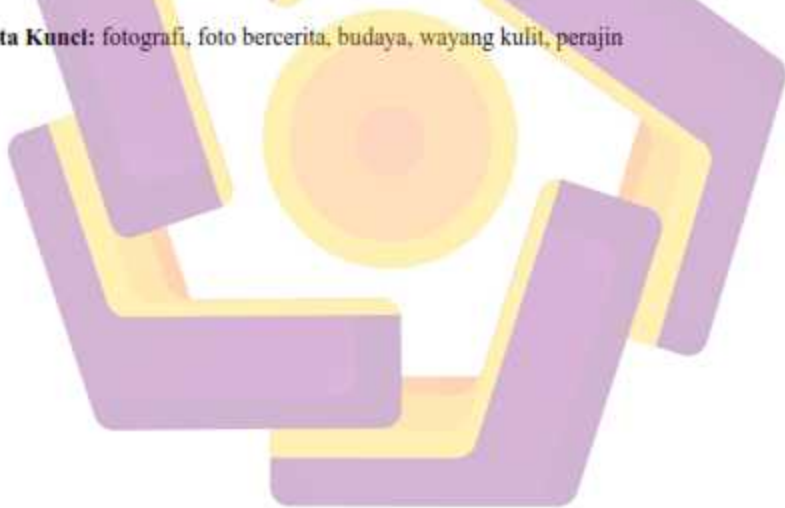 ta Kunci: fotografi, foto bercerita, budaya, wayang kulit, perajin